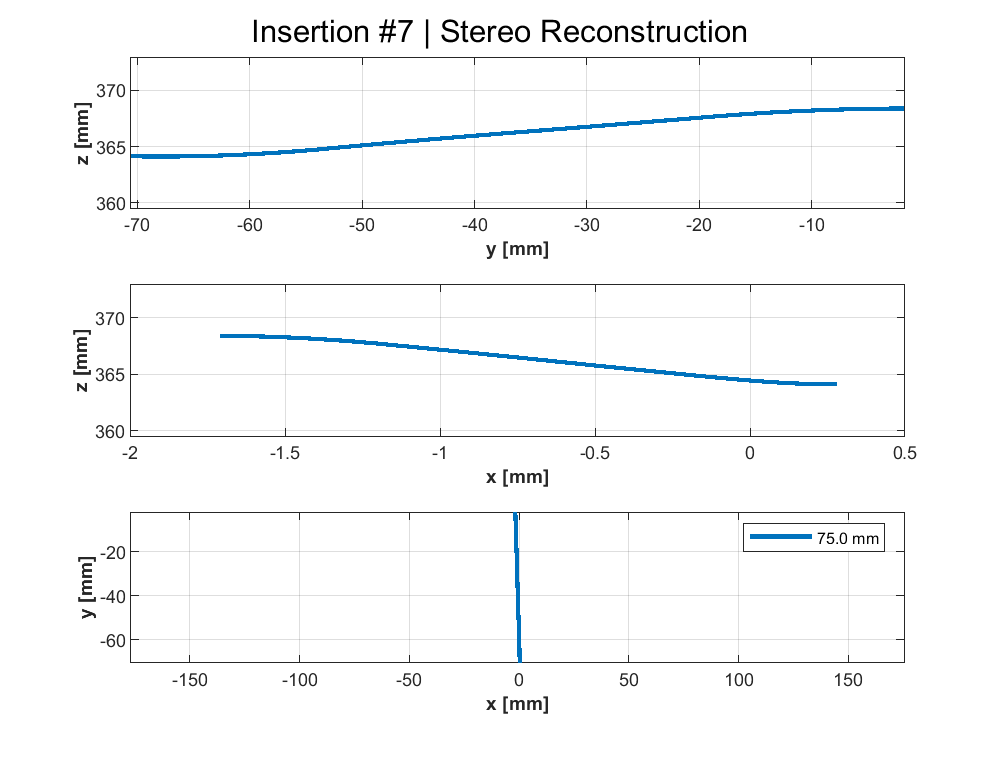 Insertion #7 | Stereo Reconstruction
370
365
360
z [mm]
-70 -60 -50 -40 -30 -20 -10
y [mm]
370
365
360
z [mm]
-2 -1.5 -1 -0.5 0 0.5
x [mm]
75.0 mm
-20
-40
-60
y [mm]
-150 -100 -50 0 50 100 150
x [mm]